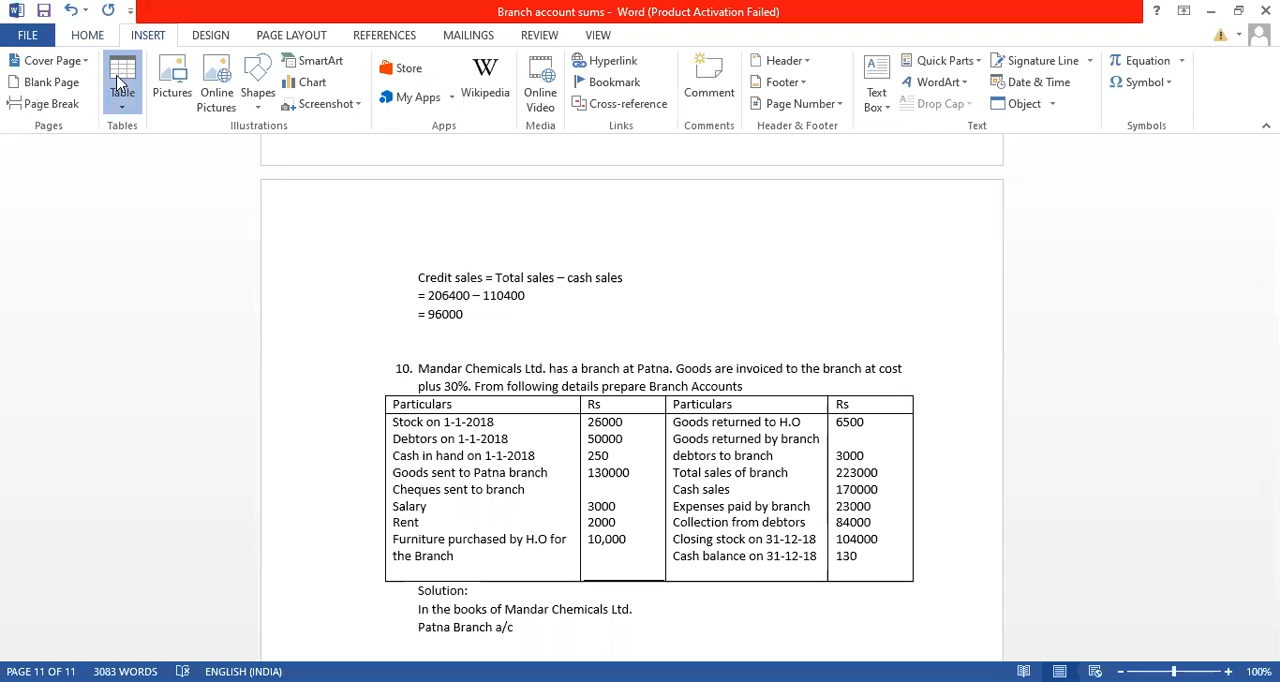 Branch account sums - Word (Product Activation Failed)
FILE HOME INSERT DESIGN PAGE LAYOUT REFERENCES MAILINGS REVIEW VIEW
Cover Page
Blank Page
Page Break
Pages
Table
Tables
Pictures
Online Pictures
Shapes
SmartArt
Chart
Screenshot
Illustrations
Store
My Apps
Wikipedia
Apps
Online Video
Media
Hyperlink
Bookmark
Cross-reference
Links
Comment
Comments
Header
Footer
Page Number
Header & Footer
Text Box
Quick Parts
WordArt
Drop Cap
Signature Line
Date & Time
Object
Text
Equation
Symbol
Symbols
Credit sales = Total sales – cash sales
= 206400 – 110400
= 96000
10. Mandar Chemicals Ltd. has a branch at Patna. Goods are invoiced to the branch at cost
plus 30%. From following details prepare Branch Accounts
Particulars Rs Particulars Rs
Stock on 1-1-2018 26000 Goods returned to H.O 6500
Debtors on 1-1-2018 50000 Goods returned by branch
Cash in hand on 1-1-2018 250 debtors to branch 3000
Goods sent to Patna branch 130000 Total sales of branch 223000
Cheques sent to branch Cash sales 170000
Salary 3000 Expenses paid by branch 23000
Rent 2000 Collection from debtors 84000
Furniture purchased by H.O for 10,000 Closing stock on 31-12-18 104000
the Branch Cash balance on 31-12-18 130
Solution:
In the books of Mandar Chemicals Ltd.
Patna Branch a/c
PAGE 11 OF 11 3083 WORDS ENGLISH (INDIA) 100%